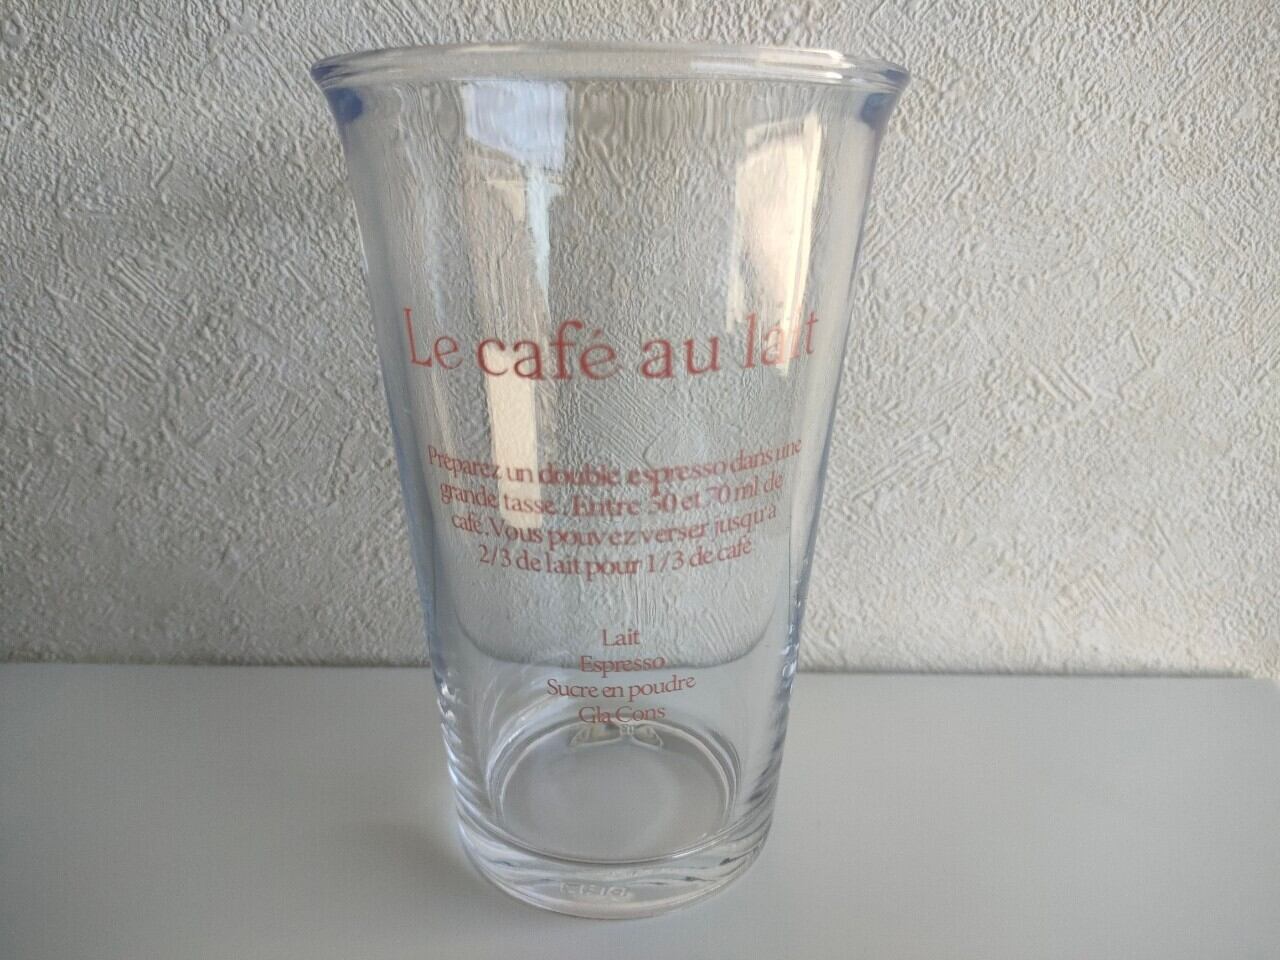 Le café au lait
Préparez un double espresso dans une
grande tasse. Entre 50 et 70 ml de
café. Vous pouvez verser jusqu'à
2/3 de lait pour 1/3 de café
Lait
Espresso
Sucre en poudre
Gla Cons